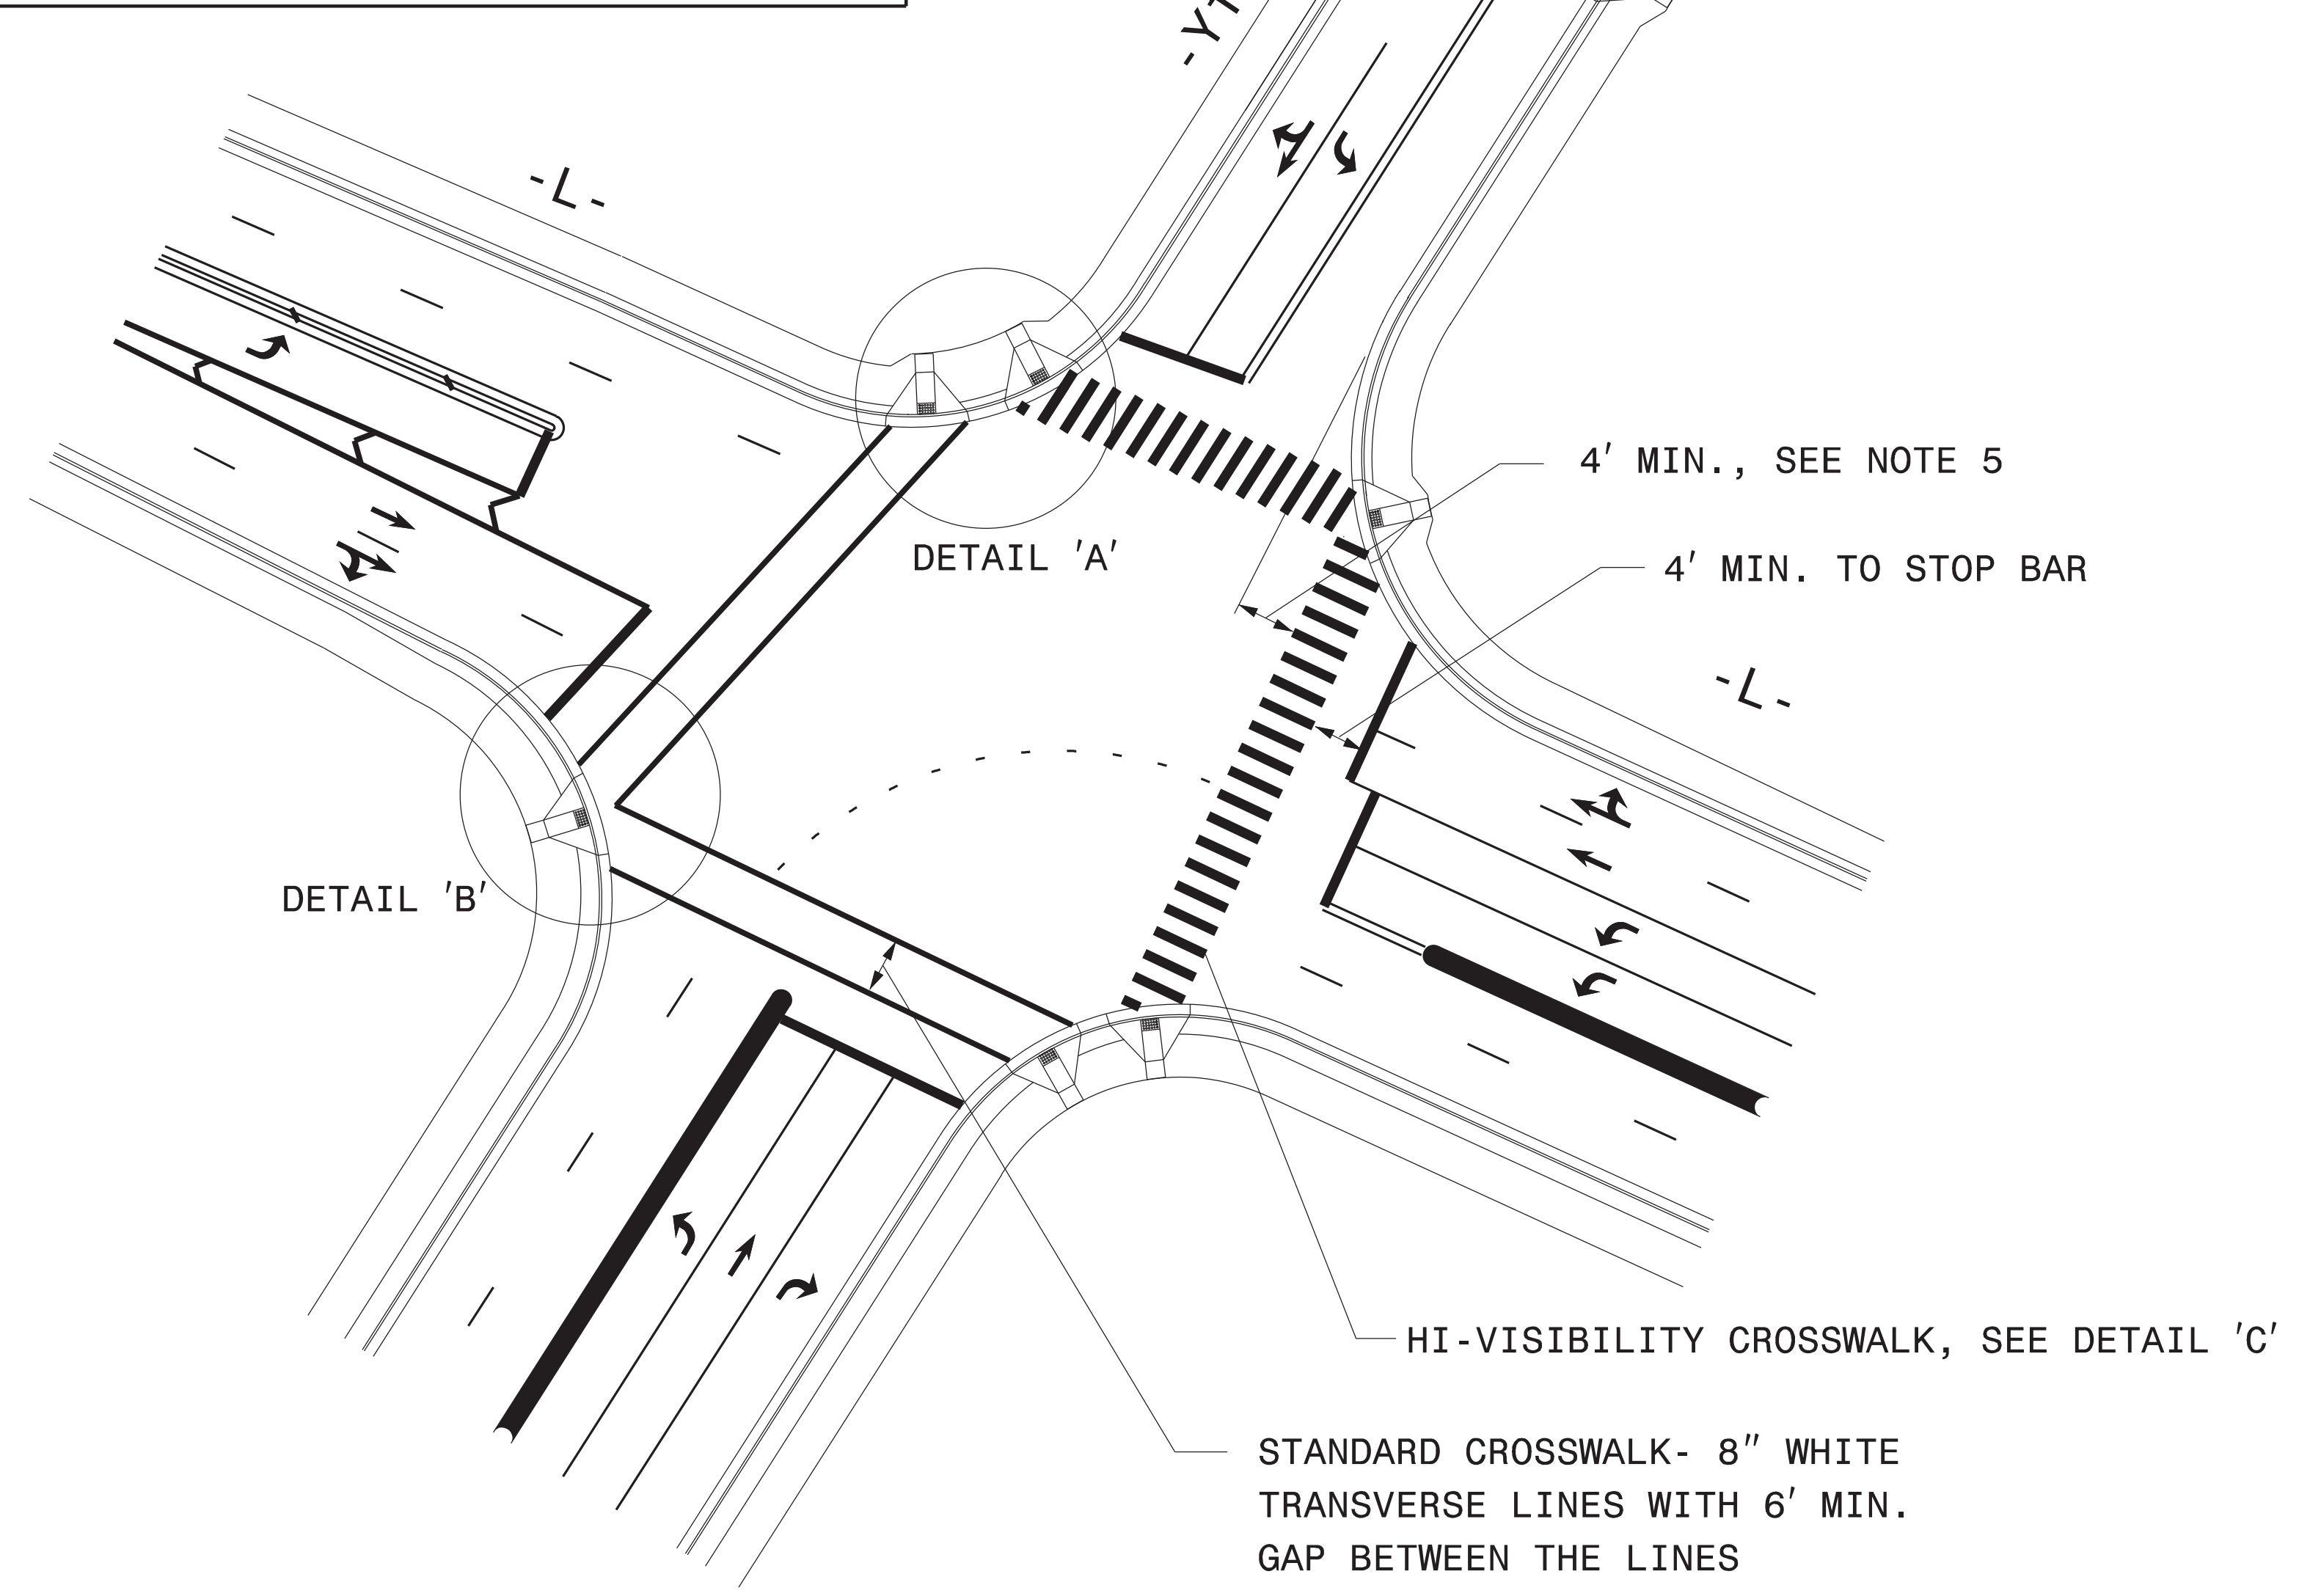 -L-
4' MIN., SEE NOTE 5
DETAIL 'A'
4' MIN. TO STOP BAR
-L-
DETAIL 'B'
HI-VISIBILITY CROSSWALK, SEE DETAIL 'C'
STANDARD CROSSWALK- 8" WHITE
TRANSVERSE LINES WITH 6' MIN.
GAP BETWEEN THE LINES